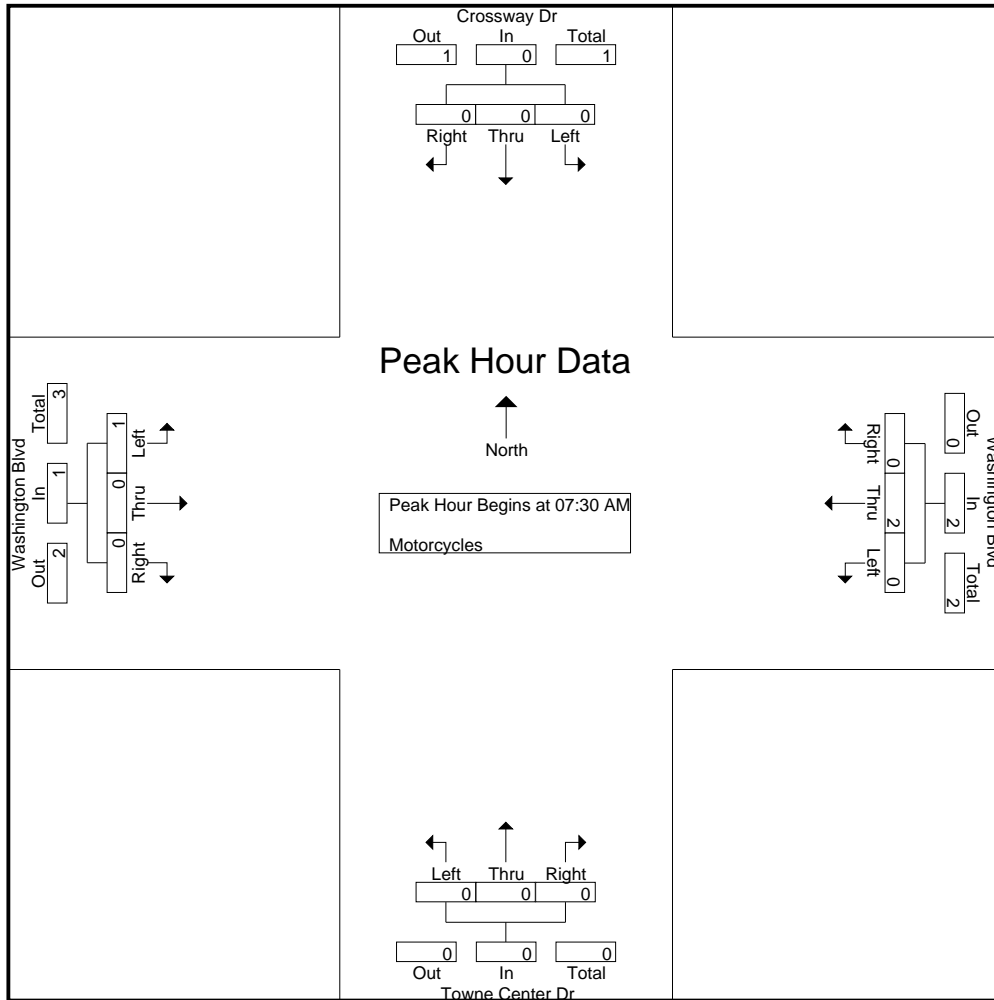 Crossway Dr
Out In Total
1 0 1
0 0 0
Right Thru Left
Peak Hour Data
North
Peak Hour Begins at 07:30 AM
Motorcycles
Washington Blvd
Out In Total
2 1 3
1 0 0
Left Thru Right
Washington Blvd
Out In Total
0 2 2
0 2 0
Right Thru Left
Left Thru Right
0 0 0
0 0 0
Out In Total
Towne Center Dr